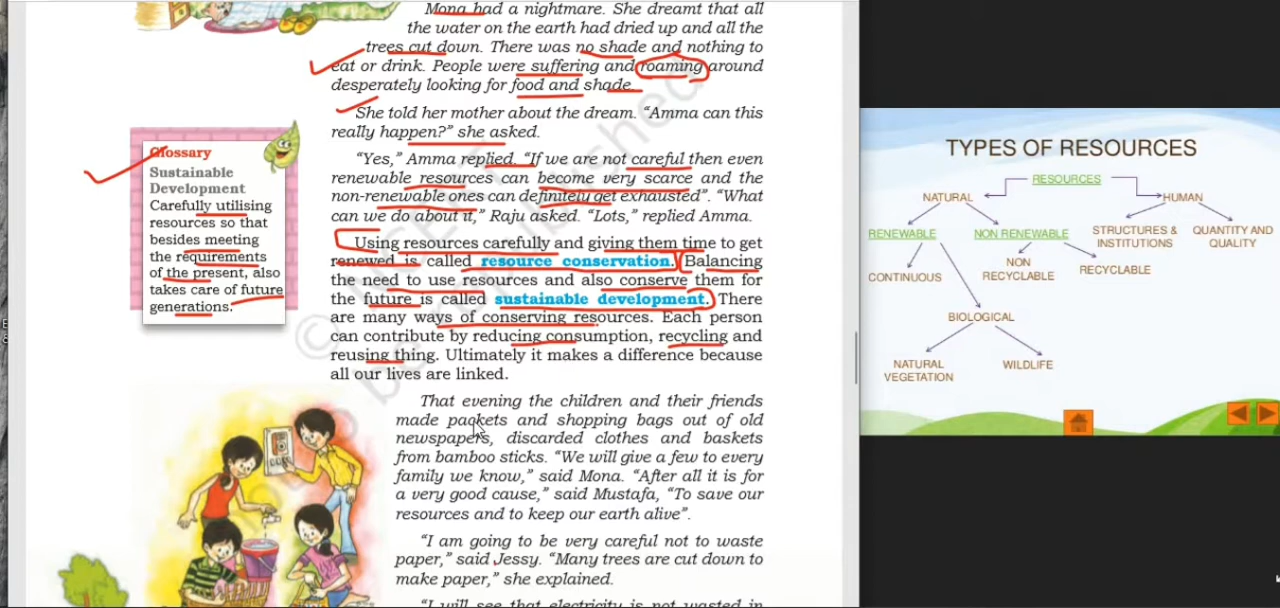 Mona had a nightmare. She dreamt that all
the water on the earth had dried up and all the
trees cut down. There was no shade and nothing to
eat or drink. People were suffering and roaming around
desperately looking for food and shade.
She told her mother about the dream. “Amma can this
really happen?” she asked.
“Yes,” Amma replied. “If we are not careful then even
renewable resources can become very scarce and the
non-renewable ones can definitely get exhausted”. “What
can we do about it,” Raju asked. “Lots,” replied Amma.
Using resources carefully and giving them time to get
renewed is called resource conservation. Balancing
the need to use resources and also conserve them for
the future is called sustainable development. There
are many ways of conserving resources. Each person
can contribute by reducing consumption, recycling and
reusing thing. Ultimately it makes a difference because
all our lives are linked.
That evening the children and their friends
made packets and shopping bags out of old
newspapers, discarded clothes and baskets
from bamboo sticks. “We will give a few to every
family we know,” said Mona. “After all it is for
a very good cause,” said Mustafa, “To save our
resources and to keep our earth alive”.
“I am going to be very careful not to waste
paper,” said Jessy. “Many trees are cut down to
make paper,” she explained.
“I will see that electricity is not wasted in
Glossary
Sustainable
Development
Carefully utilising
resources so that
besides meeting
the requirements
of the present, also
takes care of future
generations.
TYPES OF RESOURCES
RESOURCES
NATURAL
HUMAN
RENEWABLE
NON RENEWABLE
STRUCTURES &
INSTITUTIONS
QUANTITY AND
QUALITY
CONTINUOUS
NON
RECYCLABLE
RECYCLABLE
BIOLOGICAL
NATURAL
VEGETATION
WILDLIFE